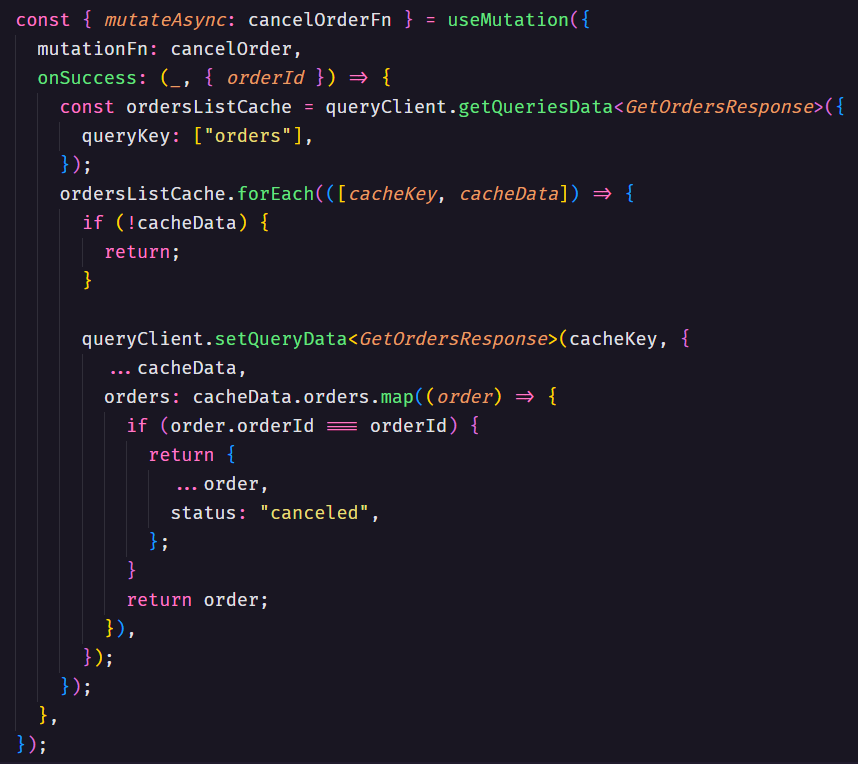 const { mutateAsync: cancelOrderFn } = useMutation({
  mutationFn: cancelOrder,
  onSuccess: (_, { orderId }) => {
    const ordersListCache = queryClient.getQueriesData<GetOrdersResponse>({
      queryKey: ["orders"],
    });
    ordersListCache.forEach(([cacheKey, cacheData]) => {
      if (!cacheData) {
        return;
      }

      queryClient.setQueryData<GetOrdersResponse>(cacheKey, {
        ...cacheData,
        orders: cacheData.orders.map((order) => {
          if (order.orderId === orderId) {
            return {
              ...order,
              status: "canceled",
            };
          }
          return order;
        }),
      });
    });
  },
});